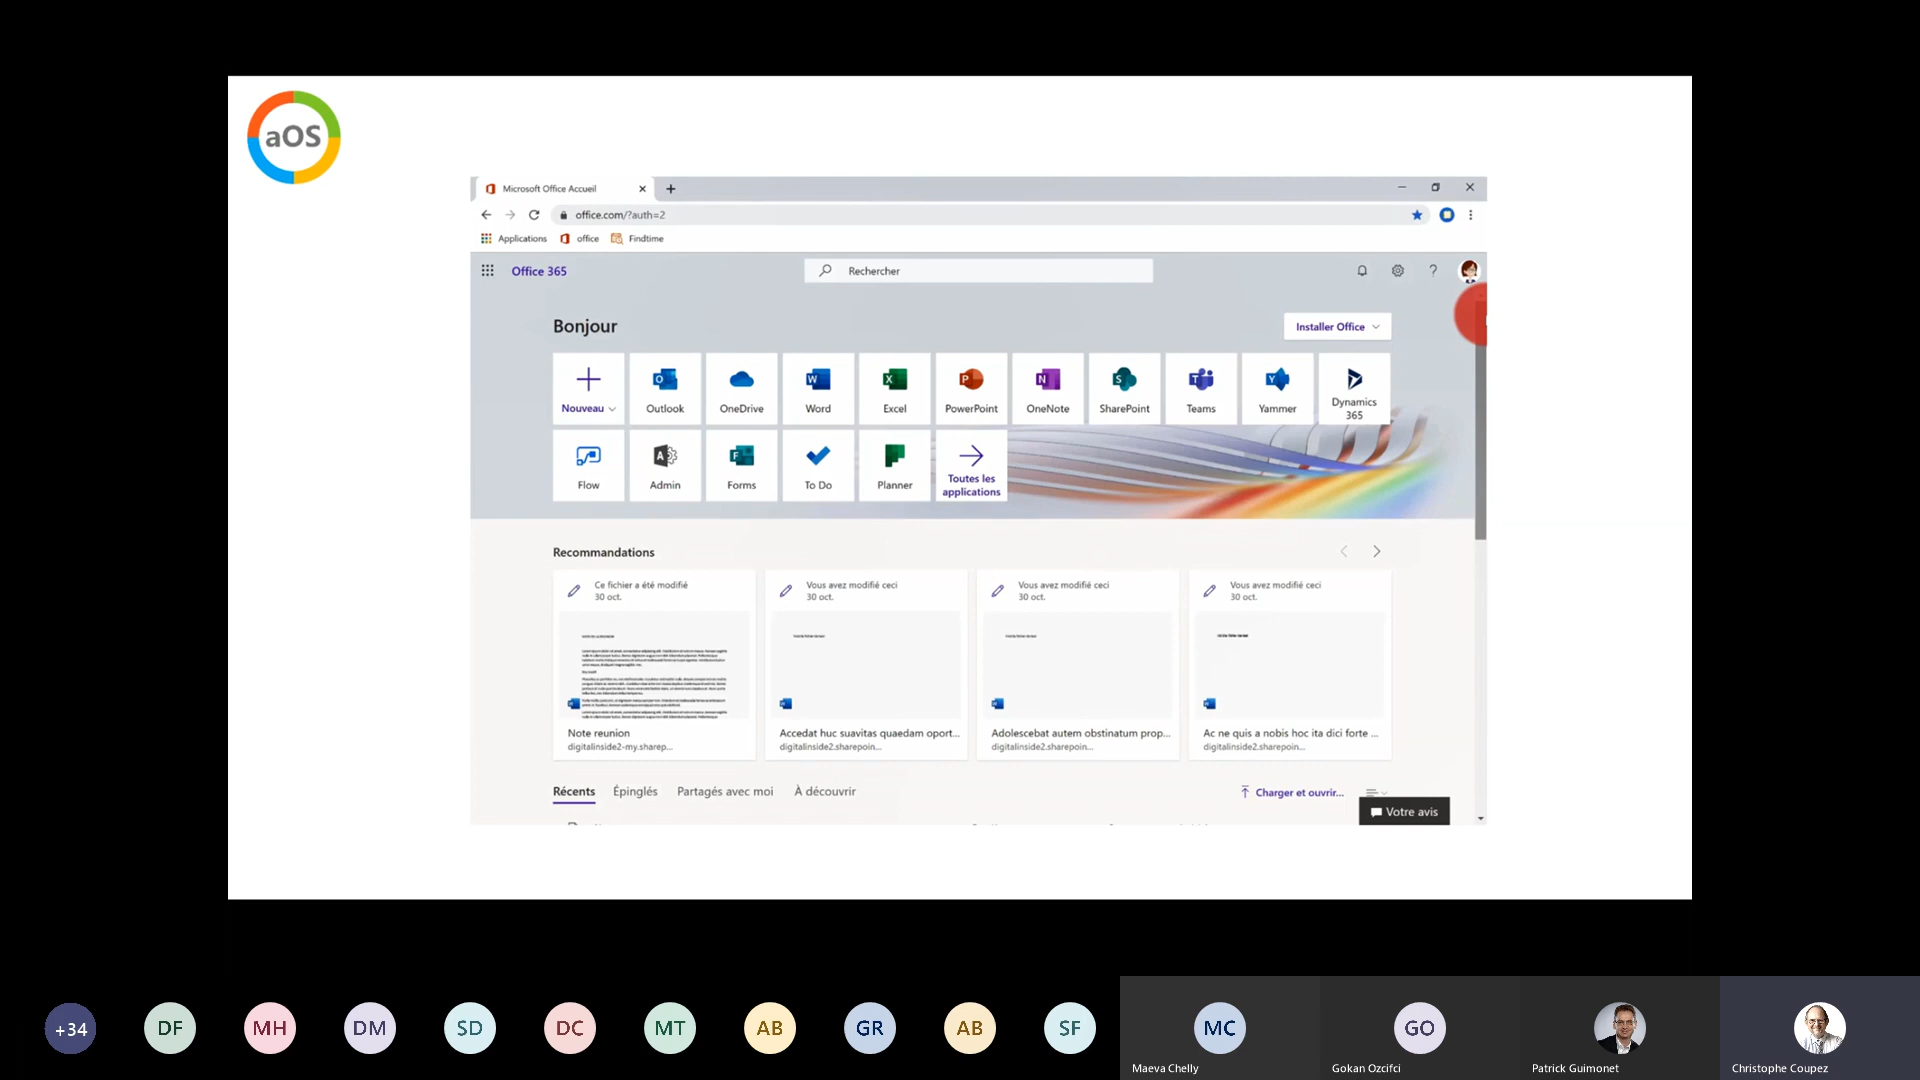 aOS
Microsoft Office Accueil
office.com/?auth=2
Applications office Findtime
Office 365
Rechercher
Bonjour
Installer Office
Nouveau
Outlook
OneDrive
Word
Excel
PowerPoint
OneNote
SharePoint
Teams
Yammer
Dynamics
365
Flow
Admin
Forms
To Do
Planner
Toutes les
applications
Recommandations
Ce fichier a été modifié
30 oct.
Vous avez modifié ceci
30 oct.
Vous avez modifié ceci
30 oct.
Vous avez modifié ceci
30 oct.
Note reunion
digitalinside2-my.sharep...
Accedat huc suavitas quaedam oport...
digitalinside2.sharepoin...
Adolescebat autem obstinatum prop...
digitalinside2.sharepoin...
Ac ne quis a nobis hoc ita dici forte ...
digitalinside2.sharepoin...
Récents Épinglés Partagés avec moi À découvrir
Charger et ouvrir...
Votre avis
+34 DF MH DM SD DC MT AB GR AB SF MC GO
Maeva Chelly Gokan Ozcifci Patrick Guimonet Christophe Coupez